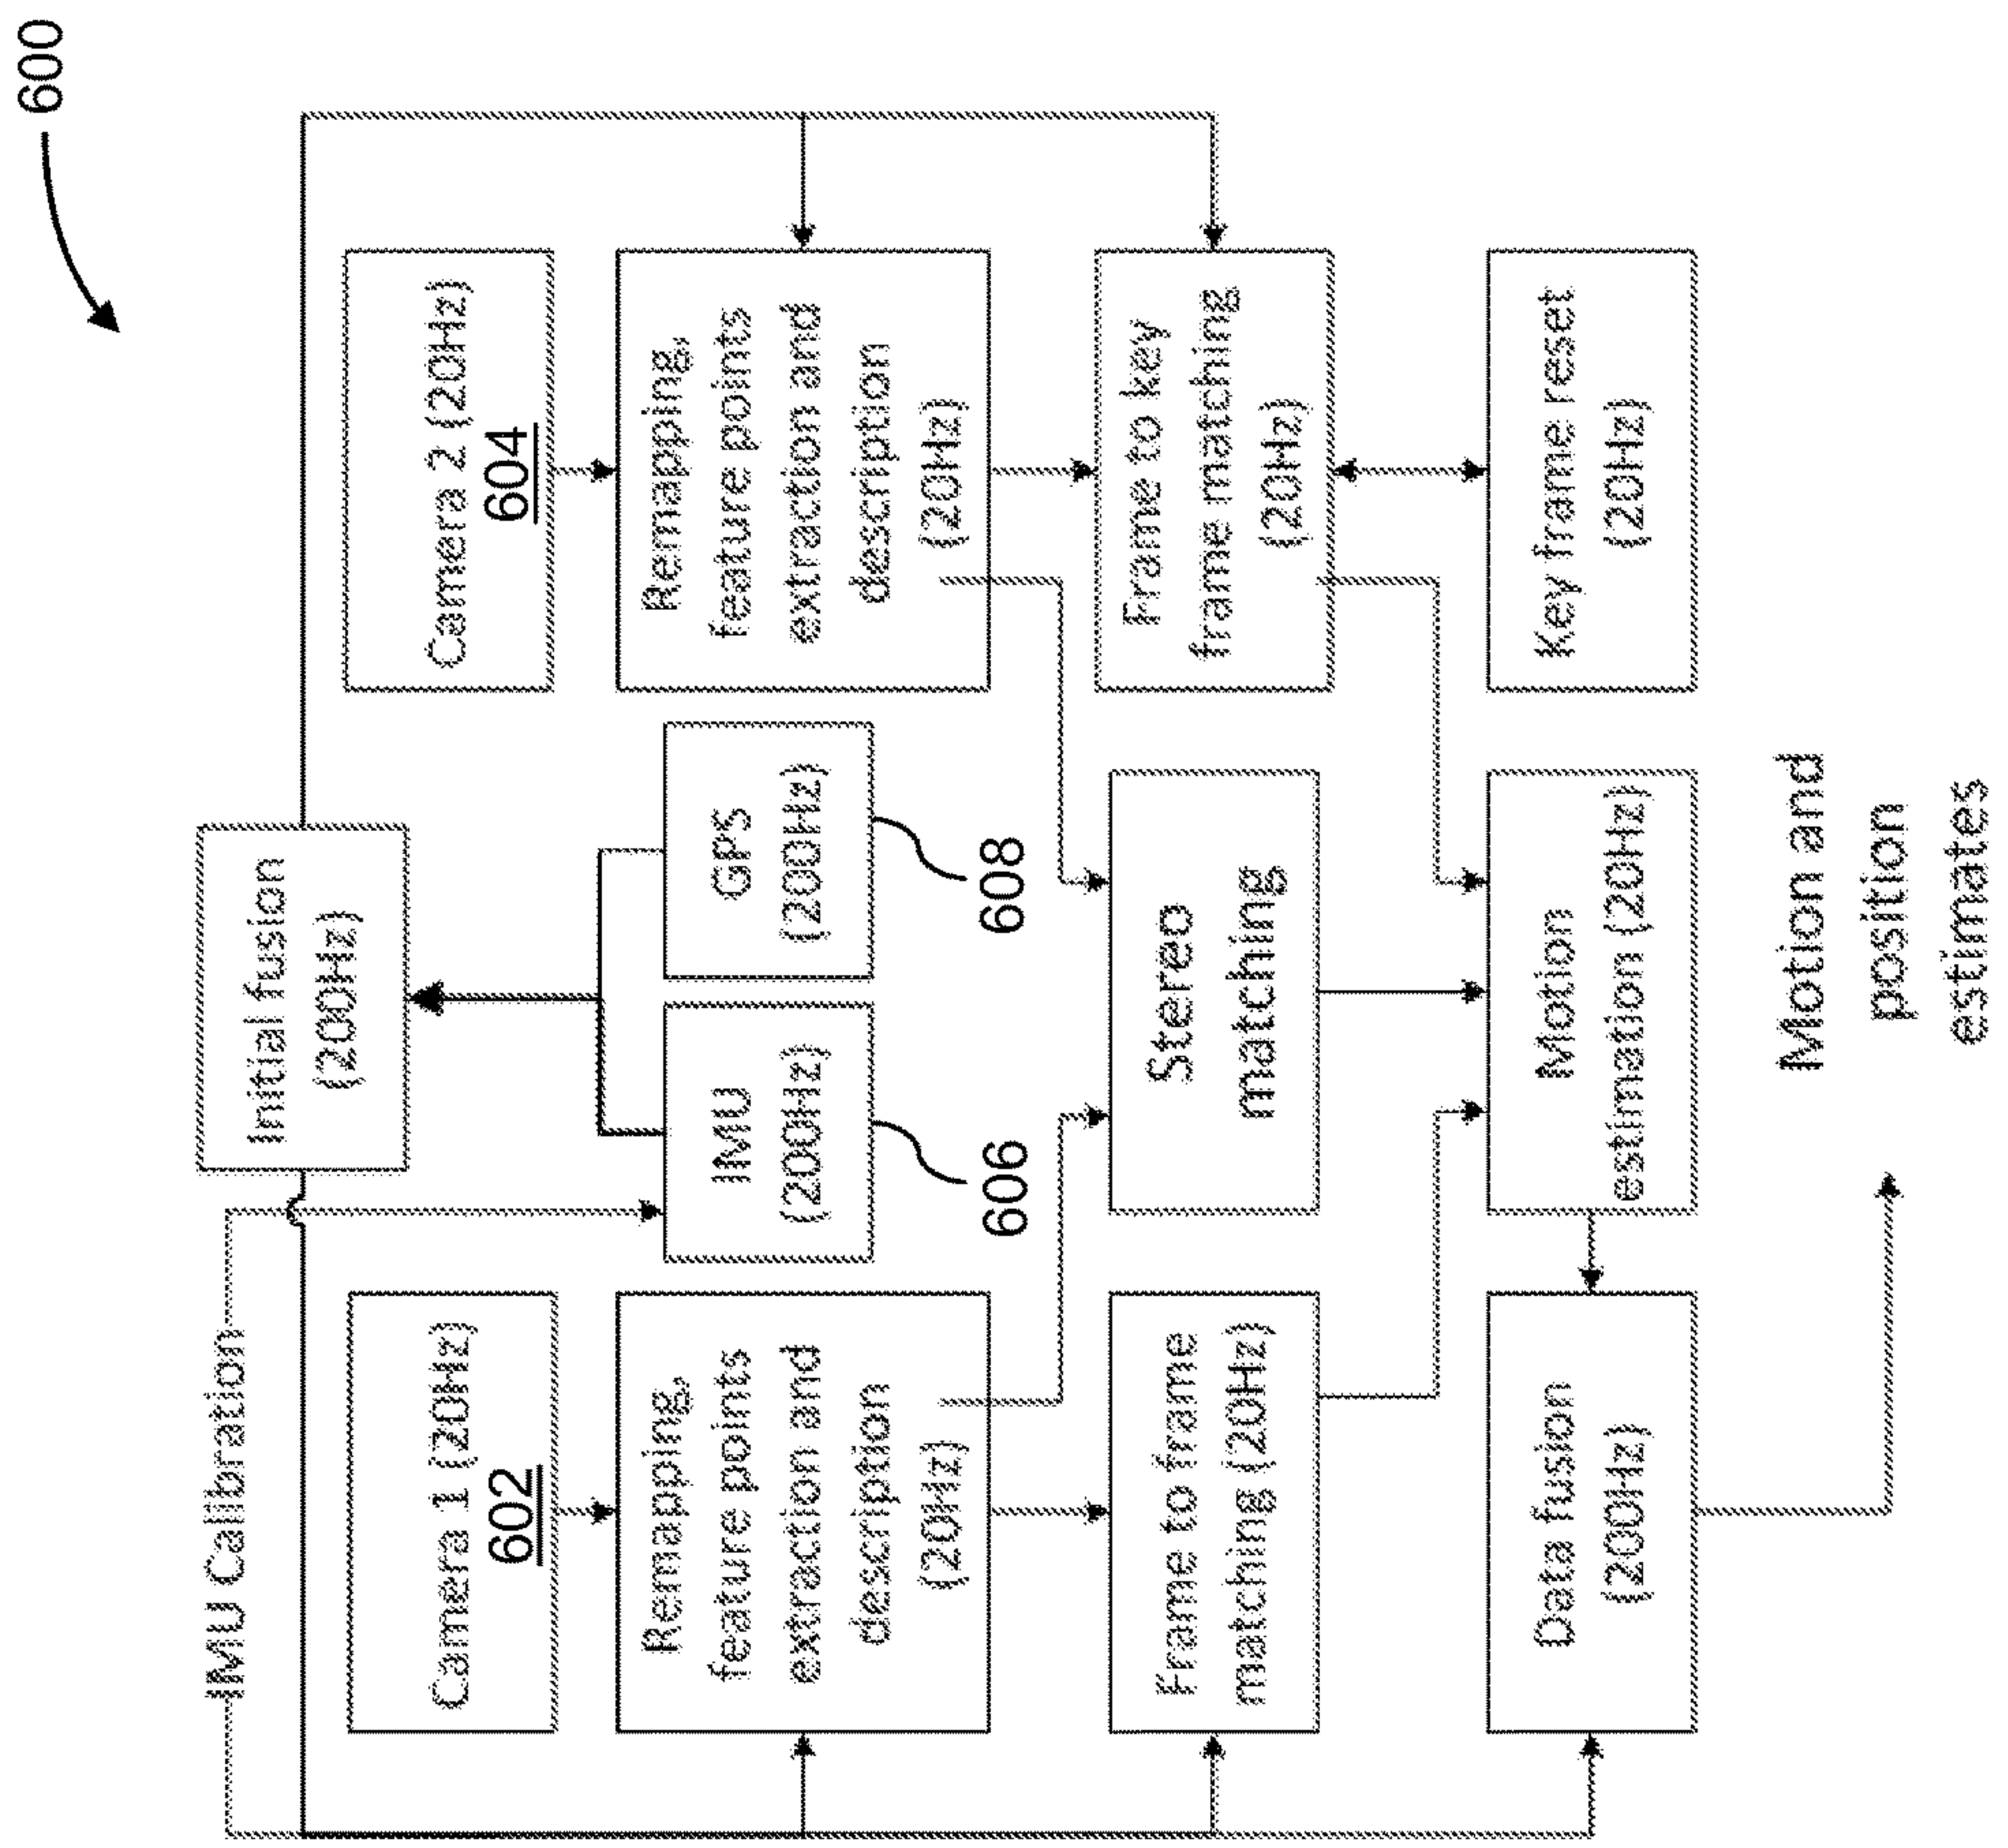 600
Initial fusion
(200Hz)
IMU Calibration
Camera 1 (20Hz)
602
Camera 2 (20Hz)
604
Remapping,
feature points
extraction and
description
(20Hz)
IMU
(200Hz)
606
GPS
(200Hz)
608
Remapping,
feature points
extraction and
description
(20Hz)
Frame to frame
matching (20Hz)
Stereo
matching
Frame to key
frame matching
(20Hz)
Data fusion
(200Hz)
Motion
estimation (20Hz)
Key frame reset
(20Hz)
Motion and
position
estimates